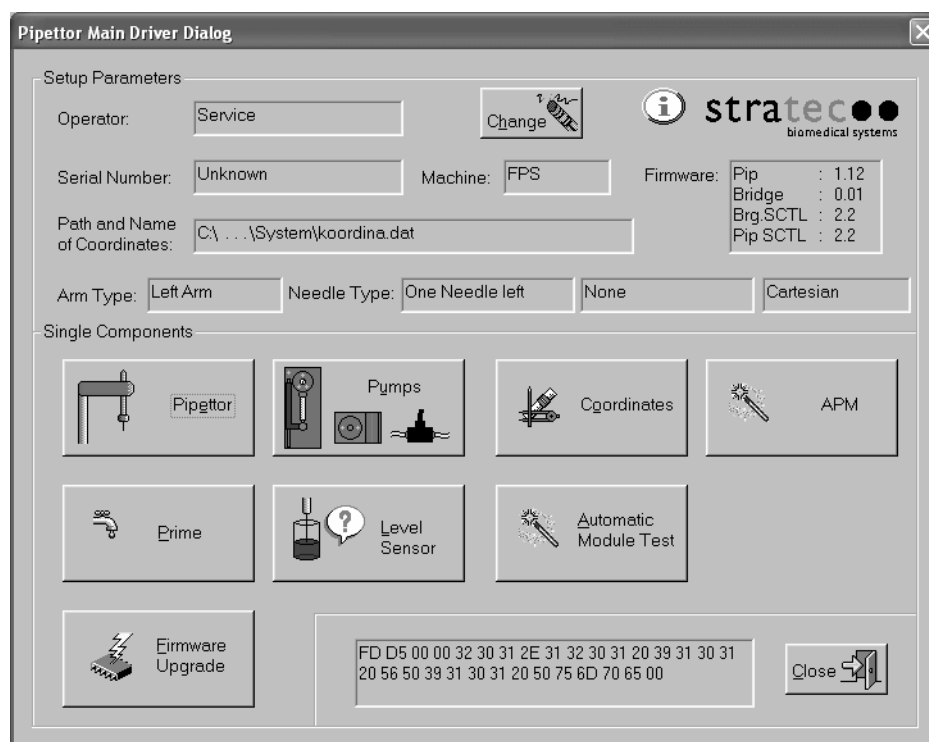 Pipettor Main Driver Dialog
Setup Parameters
Operator: Service Change i stratec
biomedical systems
Serial Number: Unknown Machine: FPS Firmware: Pip : 1.12
Bridge : 0.01
Brg.SCTL : 2.2
Pip SCTL : 2.2
Path and Name
of Coordinates: C:\ . . .\System\koordina.dat
Arm Type: Left Arm Needle Type: One Needle left None Cartesian
Single Components
Pipettor Pumps Coordinates APM
Prime ? Level
Sensor Automatic
Module Test
Firmware
Upgrade
FD D5 00 00 32 30 31 2E 31 32 30 31 20 39 31 30 31
20 56 50 39 31 30 31 20 50 75 6D 70 65 00
Close